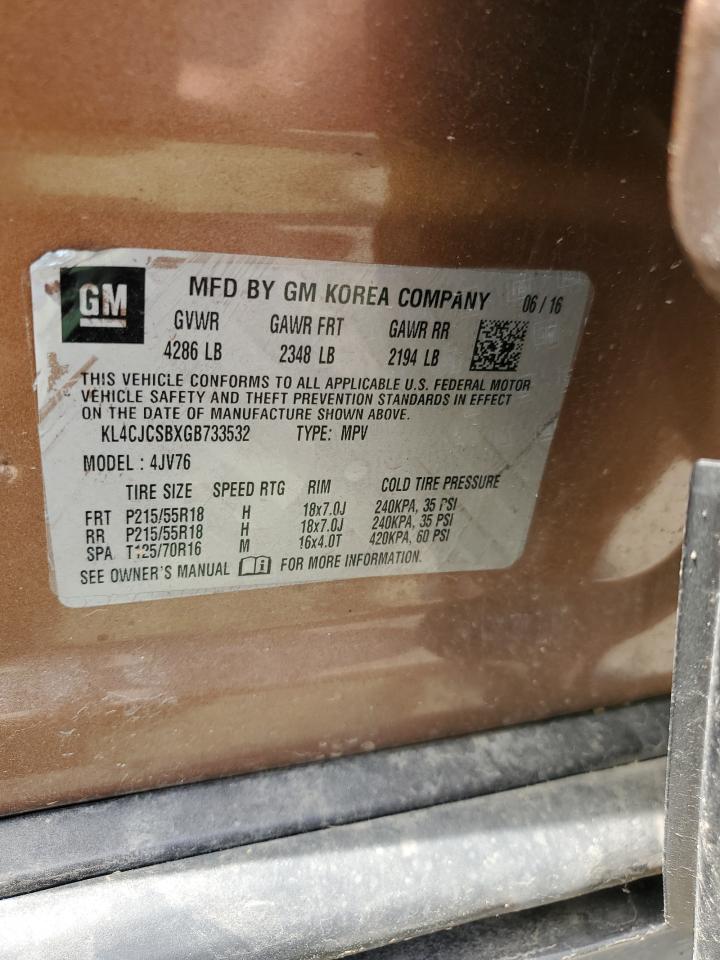 GM MFD BY GM KOREA COMPANY 06 / 16
GVWR GAWR FRT GAWR RR
4286 LB 2348 LB 2194 LB
THIS VEHICLE CONFORMS TO ALL APPLICABLE U.S. FEDERAL MOTOR
VEHICLE SAFETY AND THEFT PREVENTION STANDARDS IN EFFECT
ON THE DATE OF MANUFACTURE SHOWN ABOVE.
KL4CJCSBXGB733532 TYPE: MPV
MODEL : 4JV76
TIRE SIZE SPEED RTG RIM COLD TIRE PRESSURE
FRT P215/55R18 H 18x7.0J 240KPA, 35 PSI
RR P215/55R18 H 18x7.0J 240KPA, 35 PSI
SPA T125/70R16 M 16x4.0T 420KPA, 60 PSI
SEE OWNER'S MANUAL FOR MORE INFORMATION.